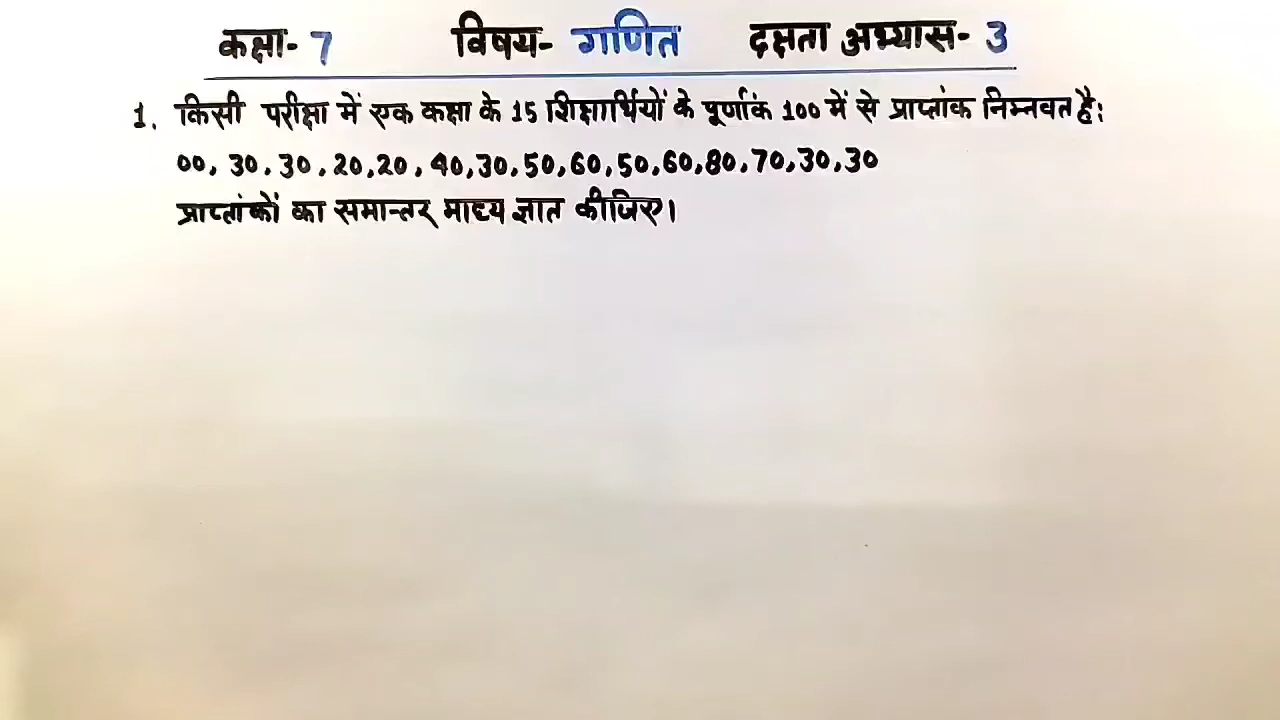 कक्षा- 7 विषय- गणित दक्षता अभ्यास- 3
1. किसी परीक्षा में एक कक्षा के 15 शिक्षार्थियों के पूर्णांक 100 में से प्राप्तांक निम्नवत है:
00, 30, 30, 20, 20, 40, 30, 50, 60, 50, 60, 80, 70, 30, 30
प्राप्तांकों का समान्तर माध्य ज्ञात कीजिए।